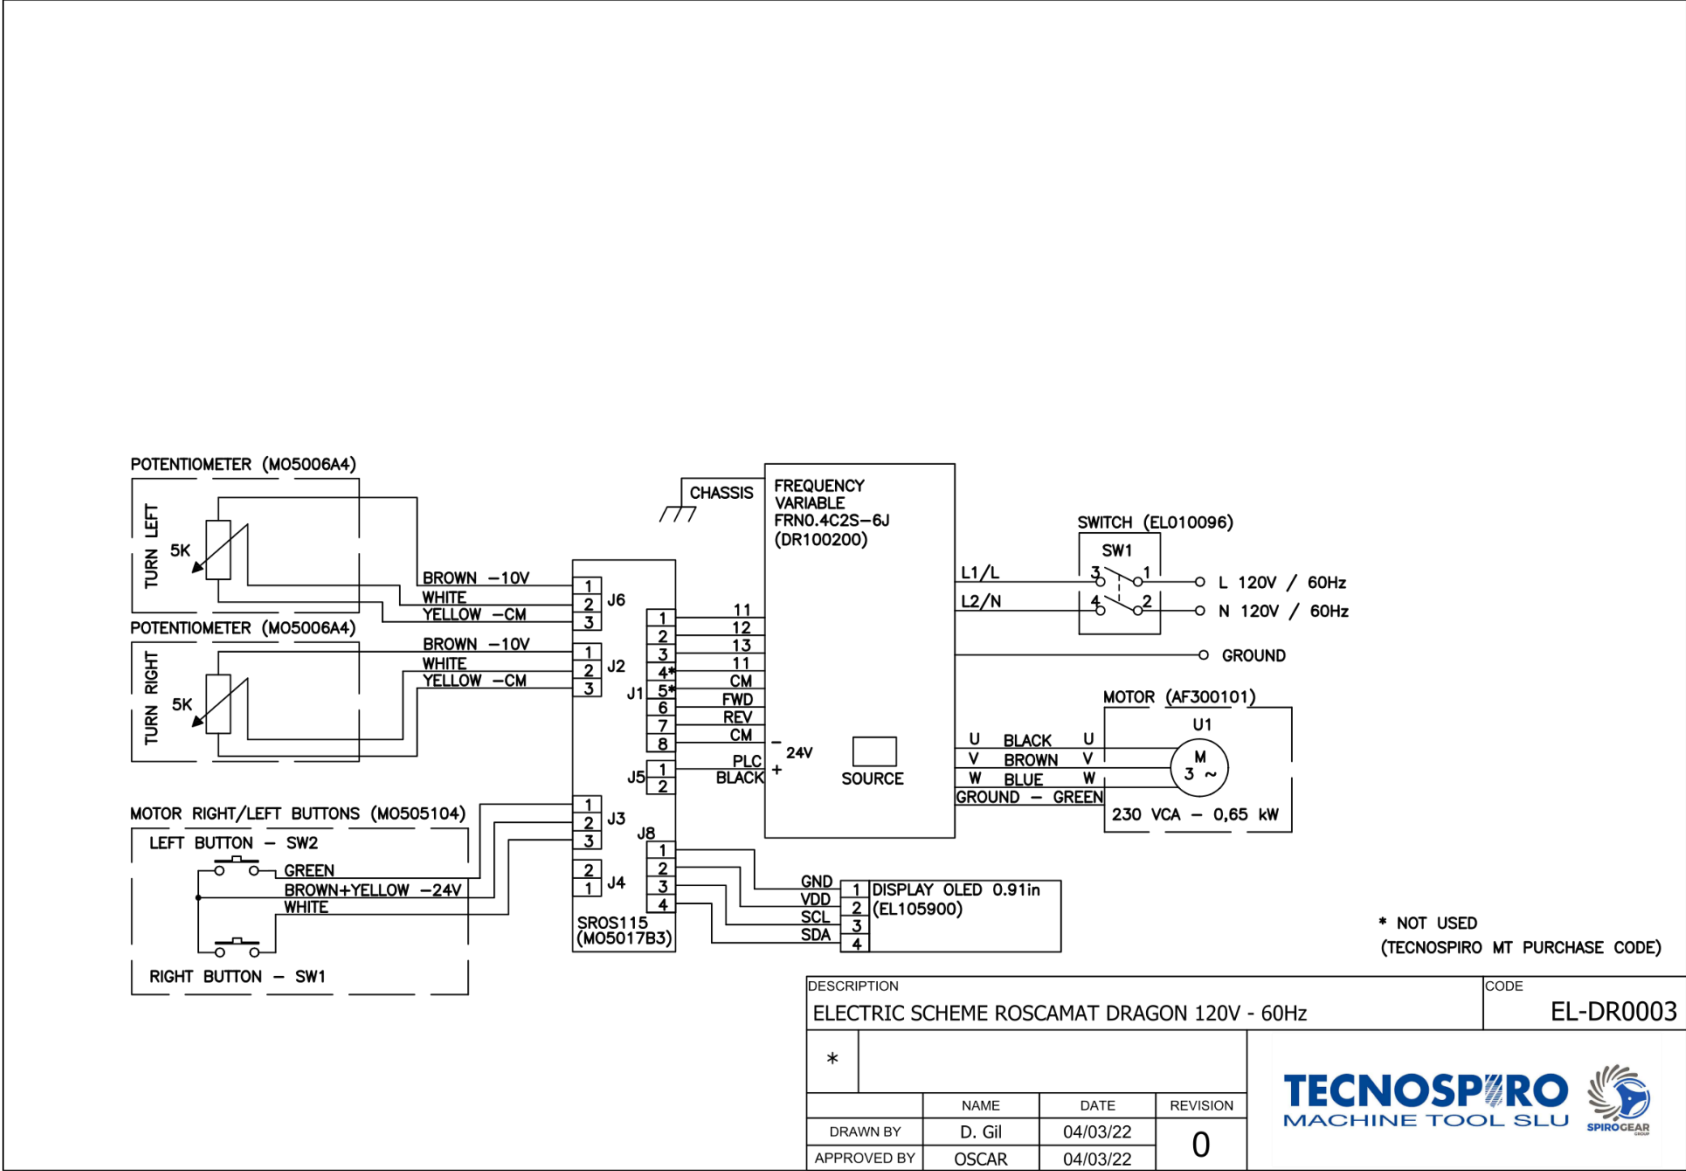 POTENTIOMETER (MO5006A4)
TURN LEFT
5K
BROWN -10V
WHITE
YELLOW -CM
1
2
3
J6
POTENTIOMETER (MO5006A4)
TURN RIGHT
5K
BROWN -10V
WHITE
YELLOW -CM
1
2
3
J2
MOTOR RIGHT/LEFT BUTTONS (MO505104)
LEFT BUTTON - SW2
GREEN
BROWN+YELLOW -24V
WHITE
RIGHT BUTTON - SW1
1
2
3
J3
2
1
J4
SROS115
(MO5017B3)
J1
1
2
3
4*
5*
6
7
8
J5
1
2
J8
1
2
3
4
11
12
13
11
CM
FWD
REV
CM
PLC
BLACK
-
+
24V
CHASSIS
FREQUENCY
VARIABLE
FRN0.4C2S-6J
(DR100200)
SOURCE
GND
VDD
SCL
SDA
1
2
3
4
DISPLAY OLED 0.91in
(EL105900)
L1/L
L2/N
SWITCH (EL010096)
SW1
3 1
4 2
L 120V / 60Hz
N 120V / 60Hz
GROUND
MOTOR (AF300101)
U1
U BLACK U
V BROWN V
W BLUE W
GROUND - GREEN
M
3 ~
230 VCA - 0,65 kW
* NOT USED
(TECNOSPIRO MT PURCHASE CODE)
DESCRIPTION
ELECTRIC SCHEME ROSCAMAT DRAGON 120V - 60Hz
CODE
EL-DR0003
*
NAME DATE REVISION
DRAWN BY D. Gil 04/03/22 0
APPROVED BY OSCAR 04/03/22
TECNOSPIRO
MACHINE TOOL SLU
SPIROGEAR
GROUP